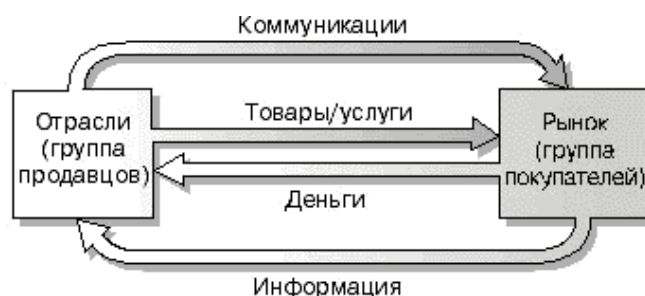 Коммуникации
Отрасли
(группа
продавцов)
Товары/услуги
Деньги
Рынок
(группа
покупателей)
Информация